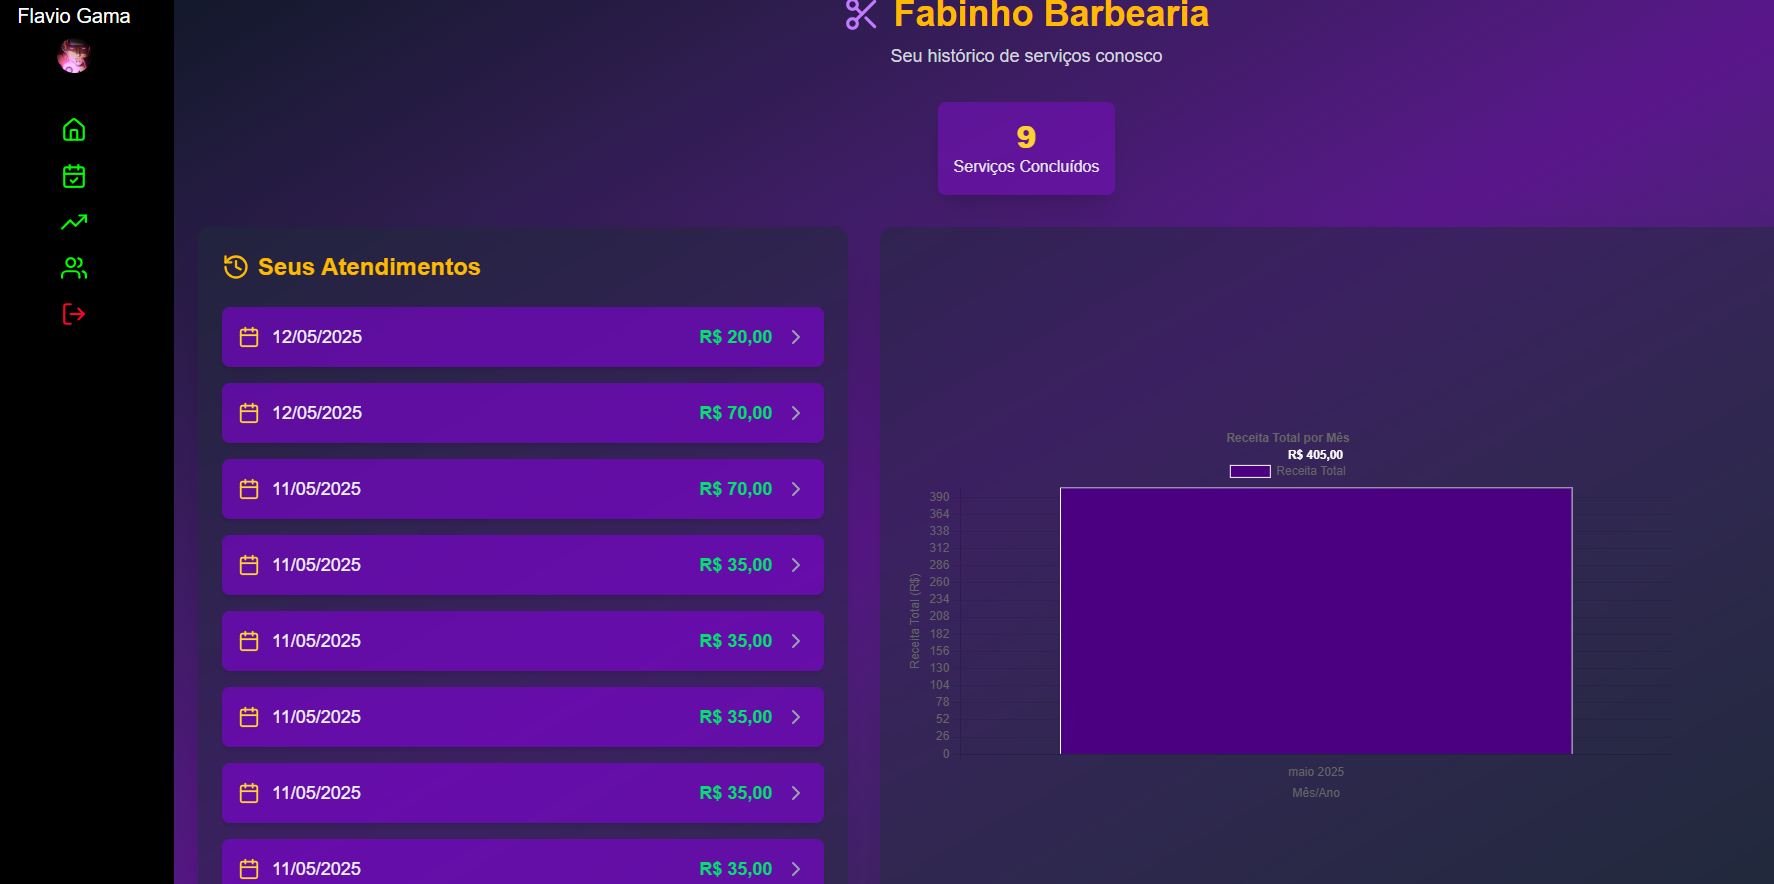 Flavio Gama
Fabinho Barbearia
Seu histórico de serviços conosco
9
Serviços Concluídos
Seus Atendimentos
12/05/2025 R$ 20,00
12/05/2025 R$ 70,00
11/05/2025 R$ 70,00
11/05/2025 R$ 35,00
11/05/2025 R$ 35,00
11/05/2025 R$ 35,00
11/05/2025 R$ 35,00
11/05/2025 R$ 35,00
Receita Total por Mês
R$ 405,00
Receita Total
Receita Total (R$)
390
364
338
312
286
260
234
208
182
156
130
104
78
52
26
0
maio 2025
Mês/Ano